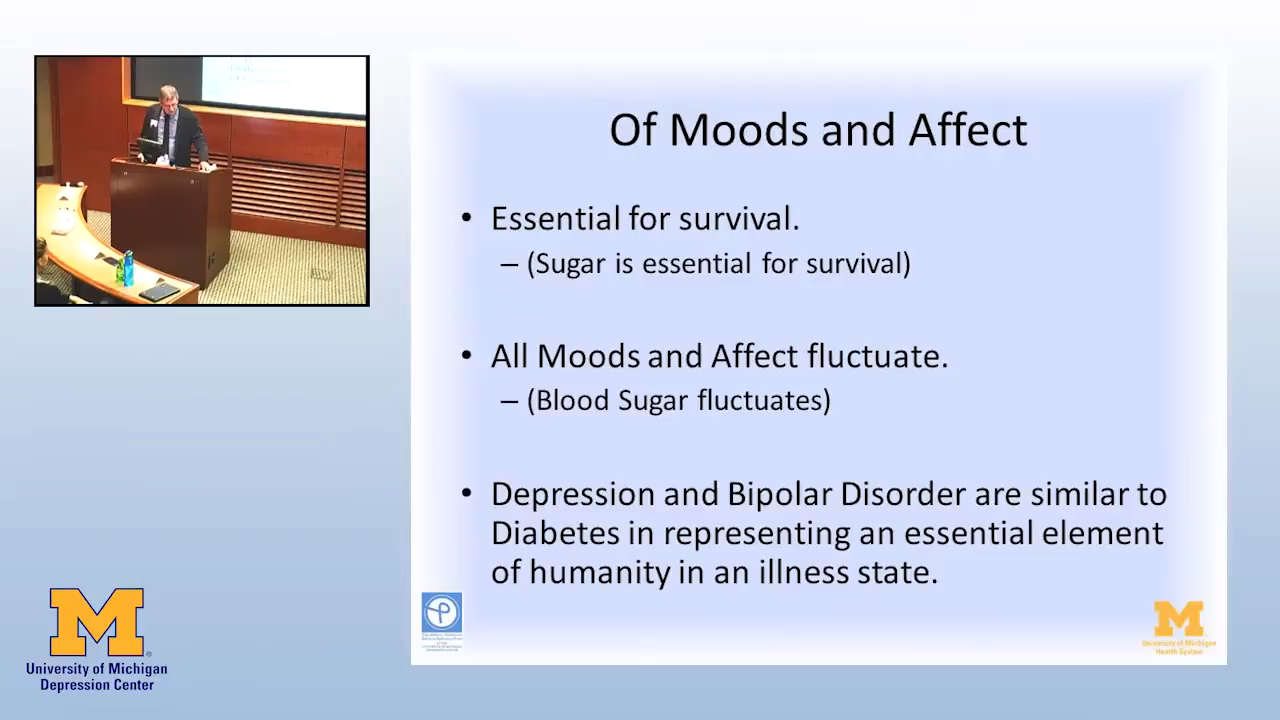 Of Moods and Affect
• Essential for survival.
– (Sugar is essential for survival)
• All Moods and Affect fluctuate.
– (Blood Sugar fluctuates)
• Depression and Bipolar Disorder are similar to
Diabetes in representing an essential element
of humanity in an illness state.
M
University of Michigan
Depression Center
M
University of Michigan
Health System